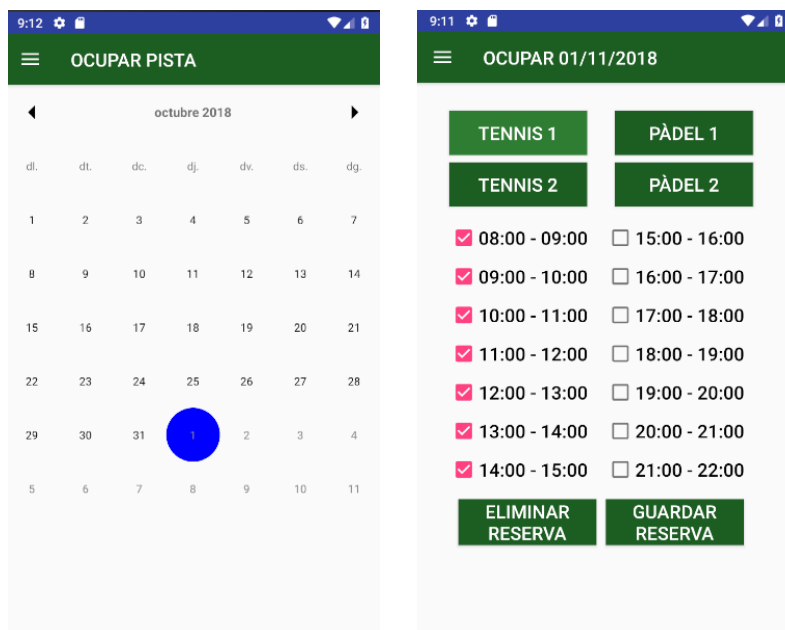 9:12
OCUPAR PISTA
octubre 2018
dl. dt. dc. dj. dv. ds. dg.
1 2 3 4 5 6 7
8 9 10 11 12 13 14
15 16 17 18 19 20 21
22 23 24 25 26 27 28
29 30 31 1 2 3 4
5 6 7 8 9 10 11
9:11
OCUPAR 01/11/2018
TENNIS 1 PÀDEL 1
TENNIS 2 PÀDEL 2
08:00 - 09:00 15:00 - 16:00
09:00 - 10:00 16:00 - 17:00
10:00 - 11:00 17:00 - 18:00
11:00 - 12:00 18:00 - 19:00
12:00 - 13:00 19:00 - 20:00
13:00 - 14:00 20:00 - 21:00
14:00 - 15:00 21:00 - 22:00
ELIMINAR
RESERVA
GUARDAR
RESERVA